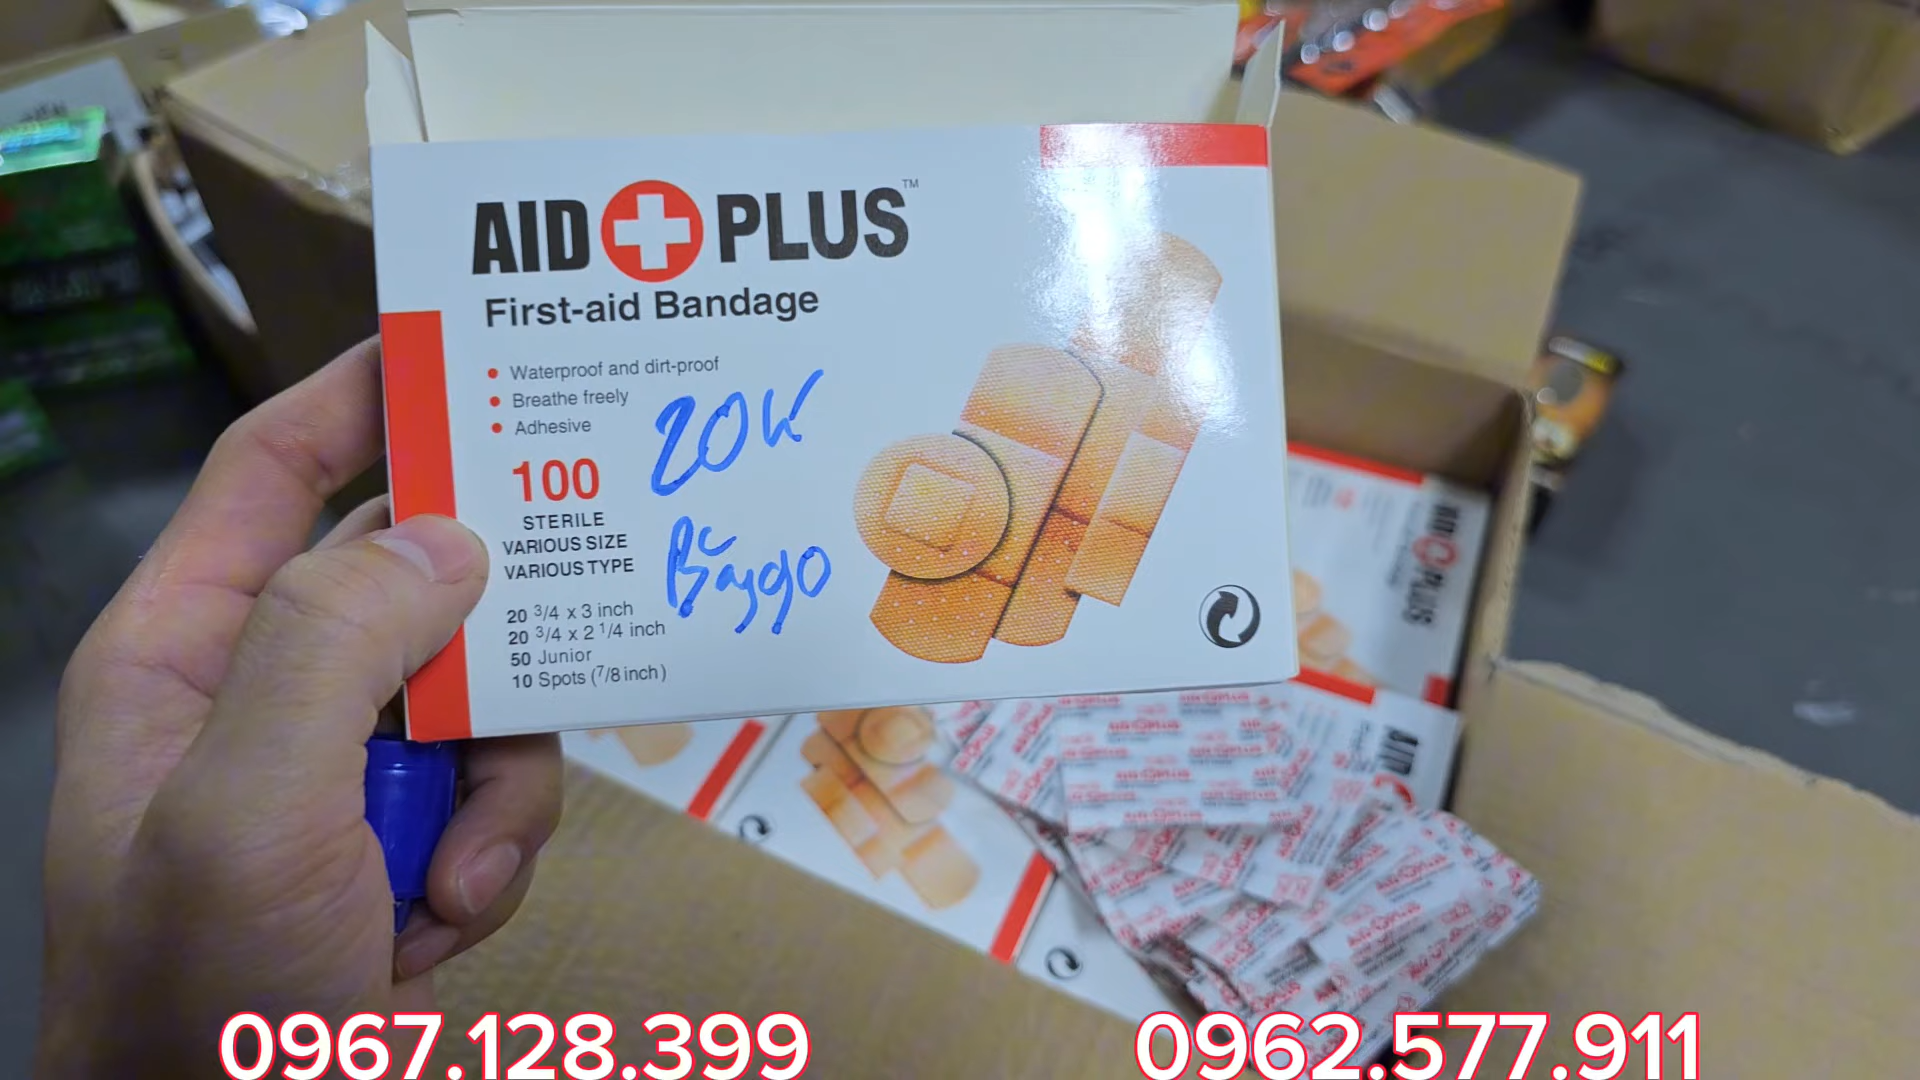 AID PLUS™
First-aid Bandage
Waterproof and dirt-proof
Breathe freely
Adhesive
20K
100
STERILE
VARIOUS SIZE
VARIOUS TYPE
20 3/4 x 3 inch
20 3/4 x 2 1/4 inch
50 Junior
10 Spots (7/8 inch)
0967.128.399
0962.577.911